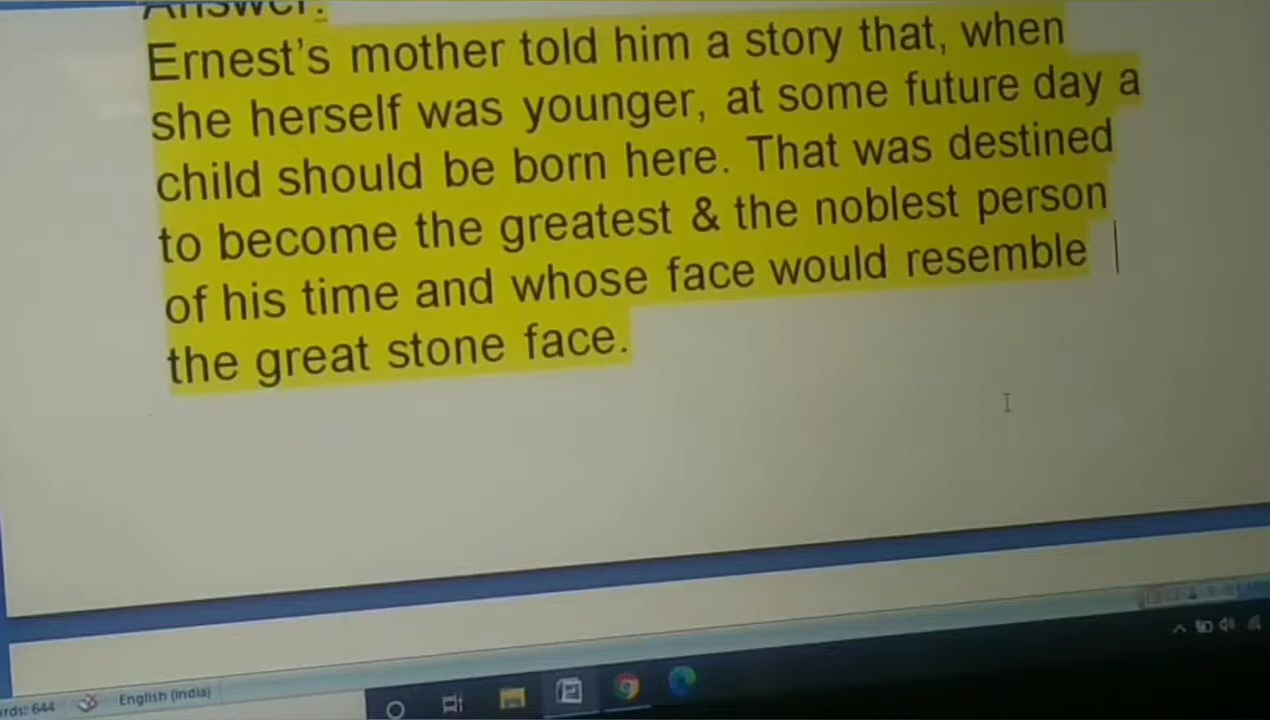 Answer:
Ernest's mother told him a story that, when
she herself was younger, at some future day a
child should be born here. That was destined
to become the greatest & the noblest person
of his time and whose face would resemble
the great stone face.
644
English (India)